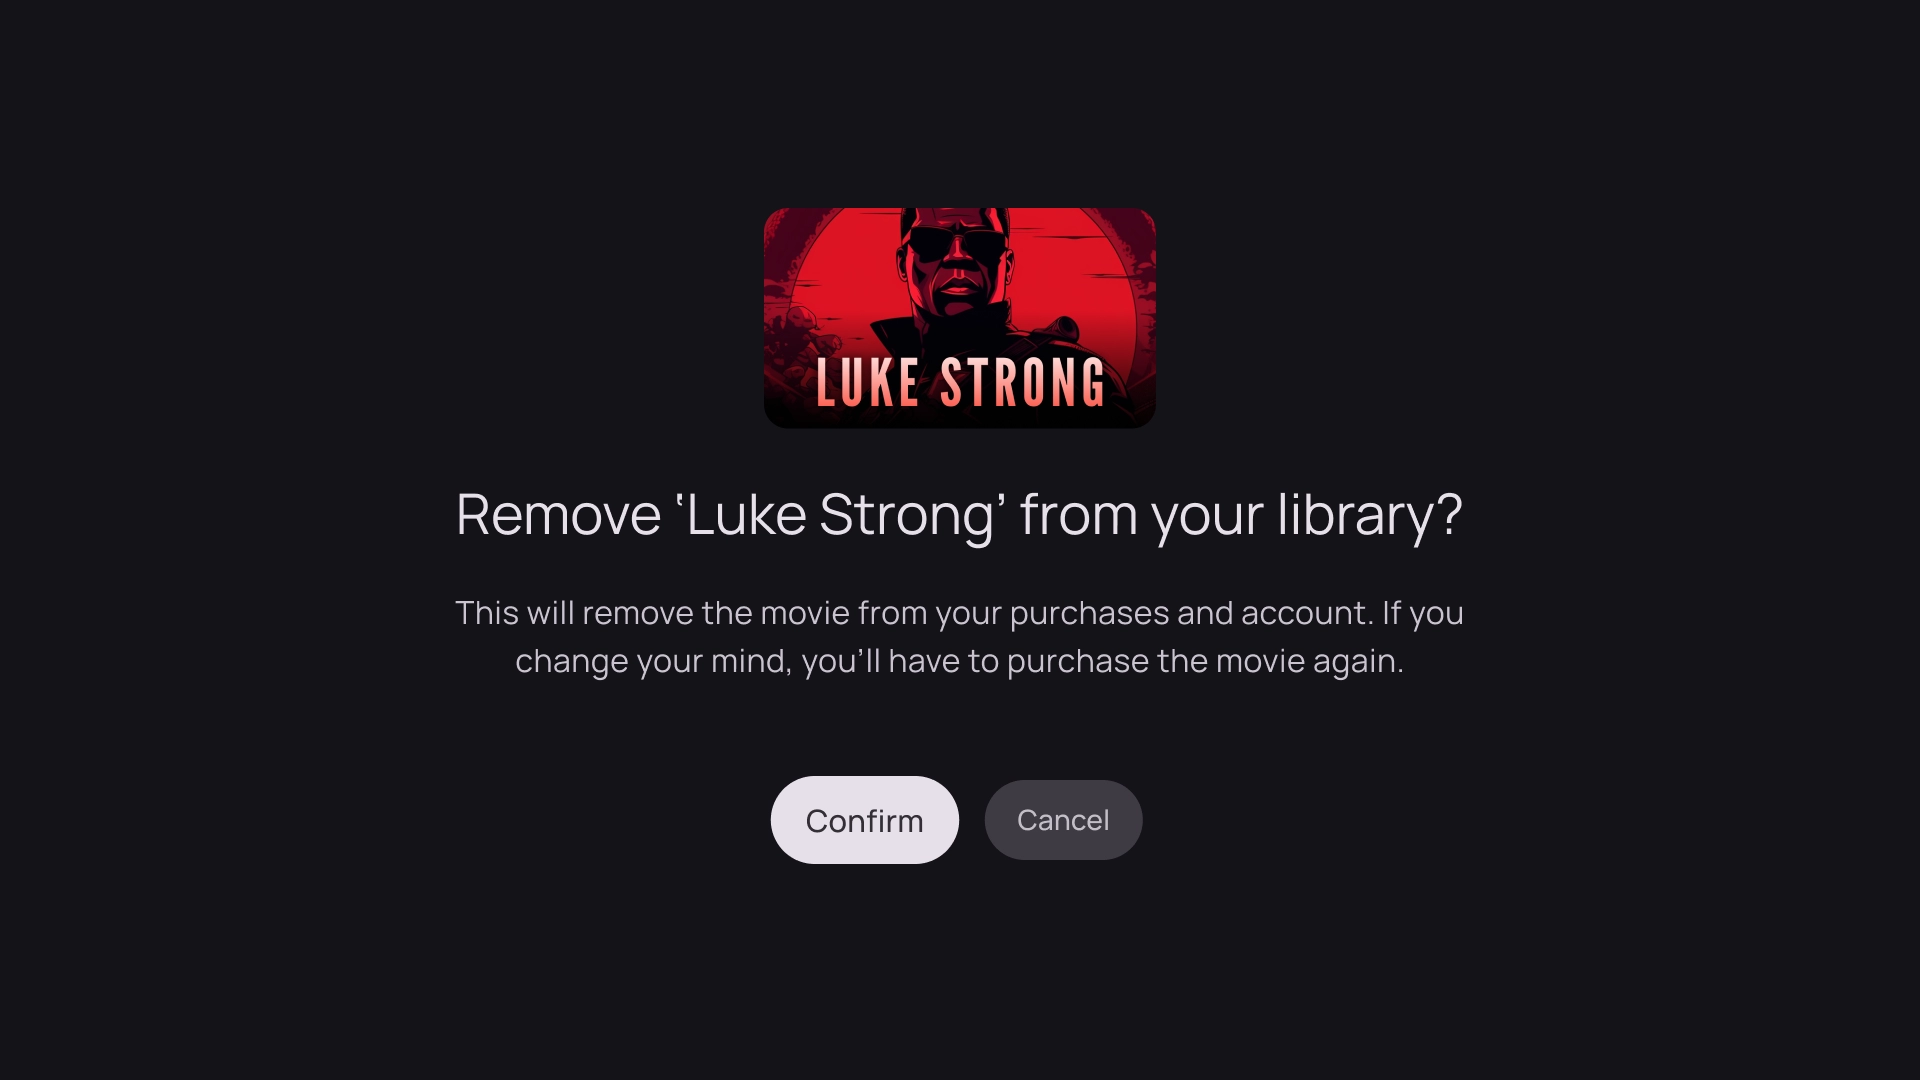 LUKE STRONG
Remove ‘Luke Strong’ from your library?
This will remove the movie from your purchases and account. If you
change your mind, you’ll have to purchase the movie again.
Confirm
Cancel